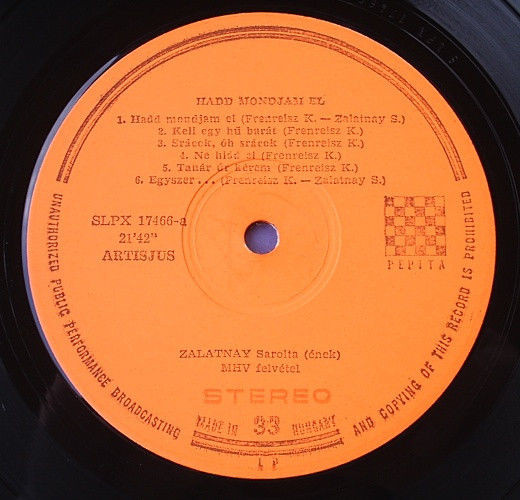 HADD MONDJAM EL
1. Hadd mondjam el (Frenreisz K. — Zalatnay S.)
2. Kell egy hű barát (Frenreisz K.)
3. Srácok, óh srácok (Frenreisz K.)
4. Ne hidd el (Frenreisz K.)
5. Tanár úr kérem (Frenreisz K.)
6. Egyszer... (Frenreisz K. — Zalatnay S.)
SLPX 17466-a
21'42"
ARTISJUS
PEPITA
ZALATNAY Sarolta (ének)
MHV felvétel
STEREO
MADE IN 33 HUNGARY
LP
UNAUTHORIZED PUBLIC PERFORMANCE BROADCASTING AND COPYING OF THIS RECORD IS PROHIBITED